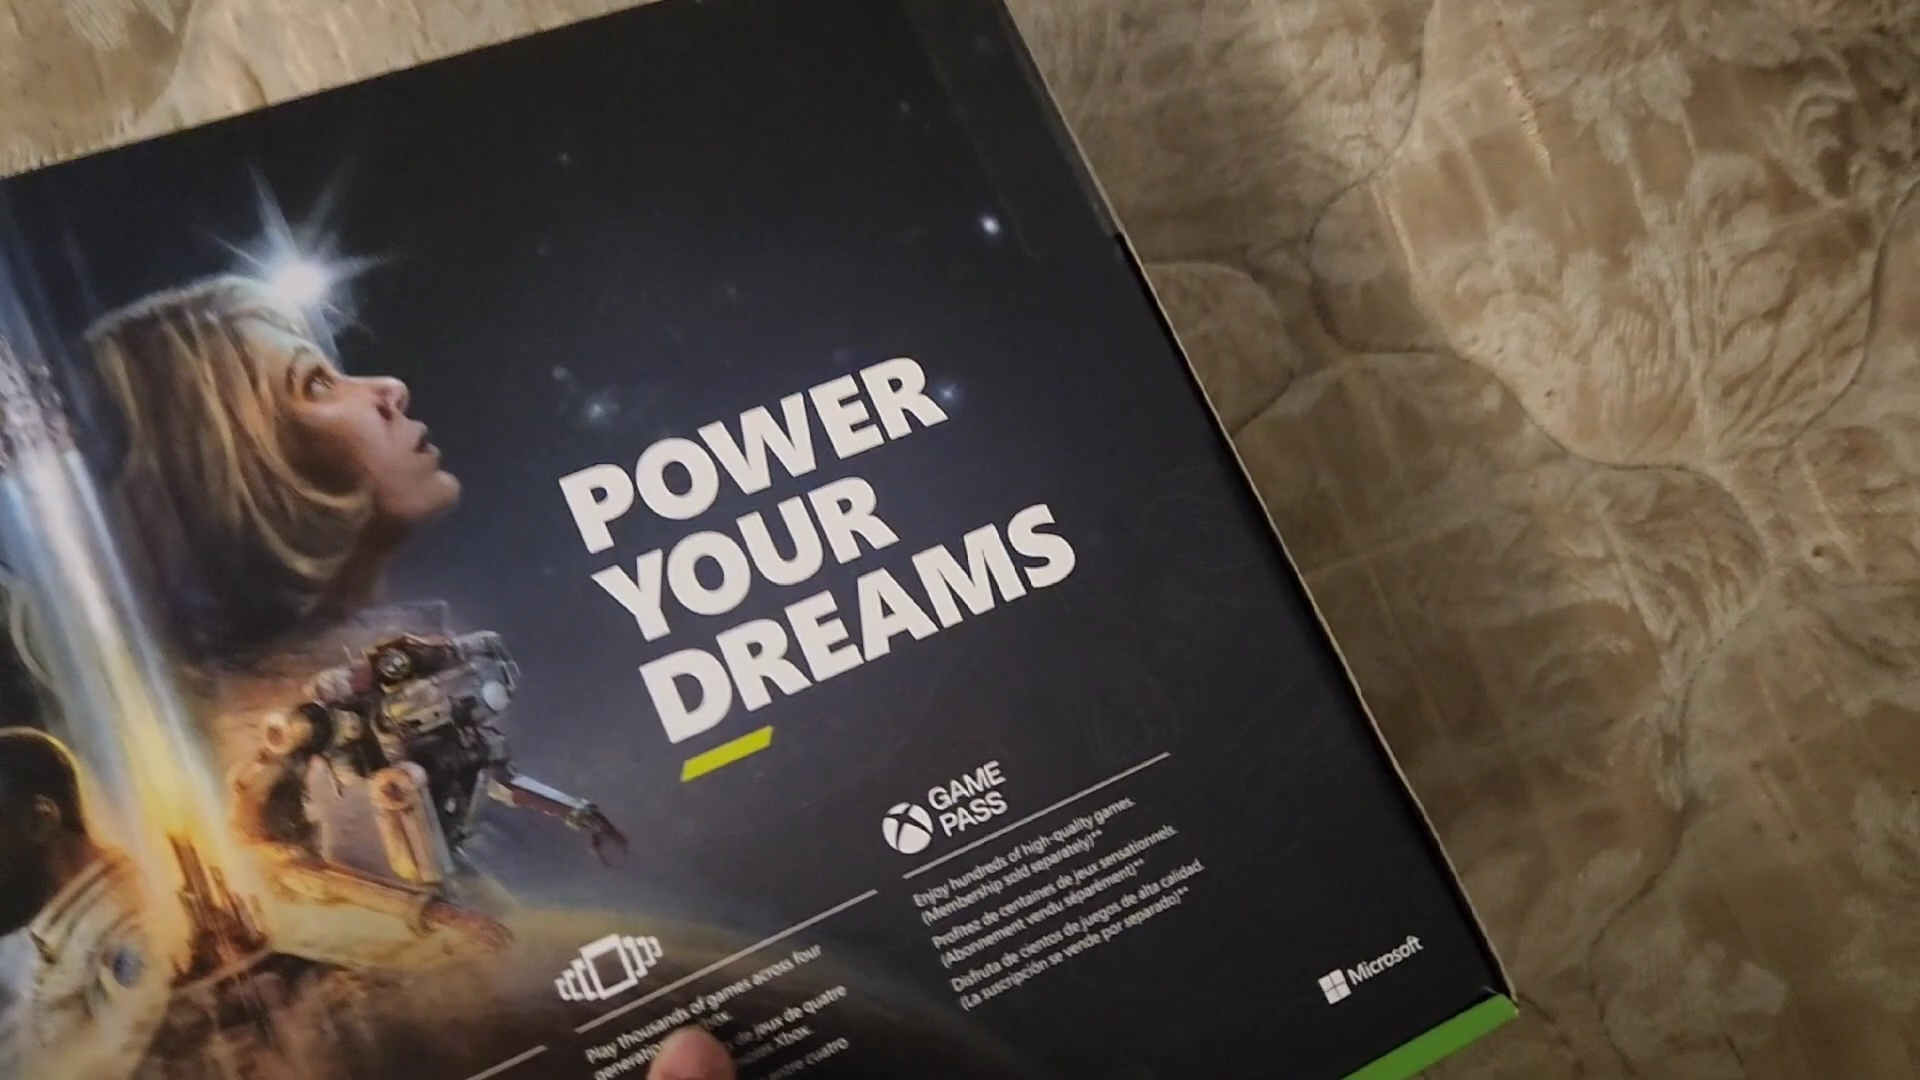 POWER
YOUR
DREAMS
GAME
PASS
Enjoy hundreds of high-quality games.
(Membership sold separately)**
Profitez de centaines de jeux sensationnels.
(Abonnement vendu séparément)**
Disfruta de cientos de juegos de alta calidad.
(La suscripción se vende por separado)**
Play thousands of games across four
de jeux de quatre
Xbox.
entre cuatro
Microsoft